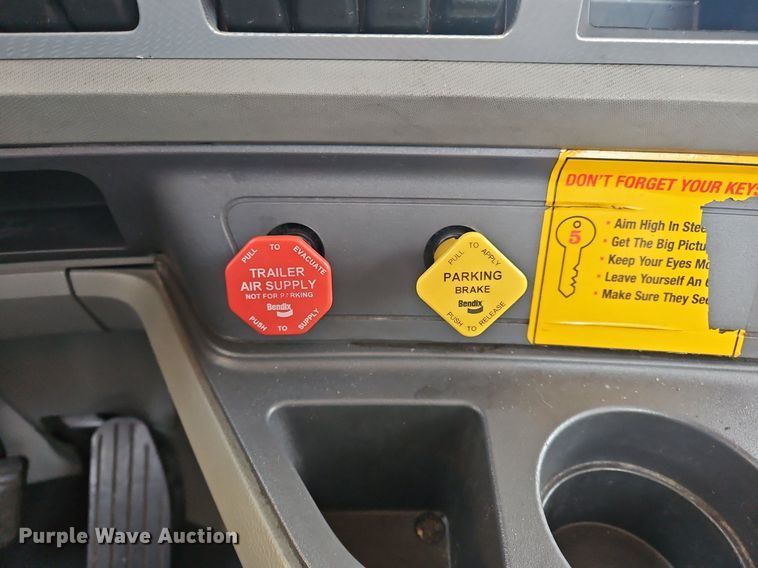 DON'T FORGET YOUR KEYS
5
• Aim High In Stee
• Get The Big Pictu
• Keep Your Eyes Mo
• Leave Yourself An
• Make Sure They See
PULL TO EVACUATE
TRAILER
AIR SUPPLY
NOT FOR PARKING
Bendix
PUSH TO SUPPLY
PULL TO APPLY
PARKING
BRAKE
Bendix
PUSH TO RELEASE
Purple Wave Auction